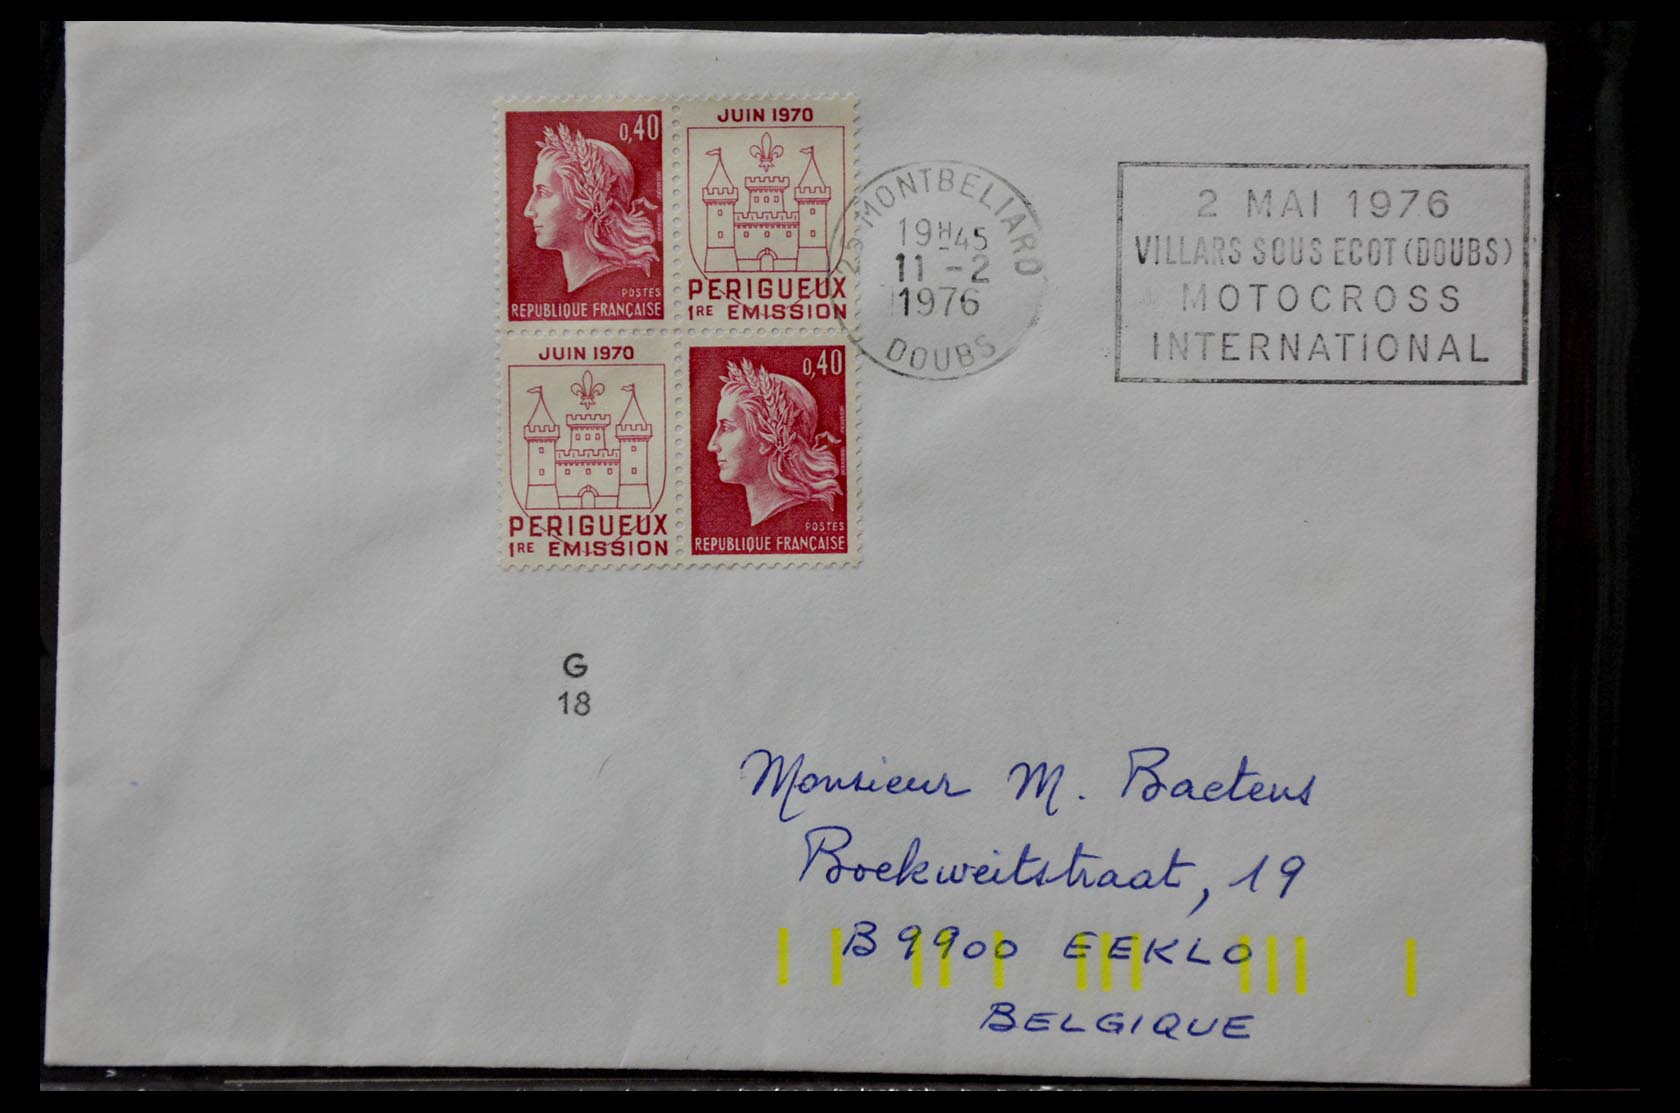 0,40
POSTES
REPUBLIQUE FRANÇAISE
JUIN 1970
PERIGUEUX
1RE EMISSION
JUIN 1970
PERIGUEUX
1RE EMISSION
0,40
POSTES
REPUBLIQUE FRANÇAISE
25 MONTBELIARD
19H45
11 -2
1976
DOUBS
2 MAI 1976
VILLARS SOUS ECOT (DOUBS)
MOTOCROSS
INTERNATIONAL
G
18
Monsieur M. Baetens
Boekweitstraat, 19
B 9900 EEKLO
BELGIQUE